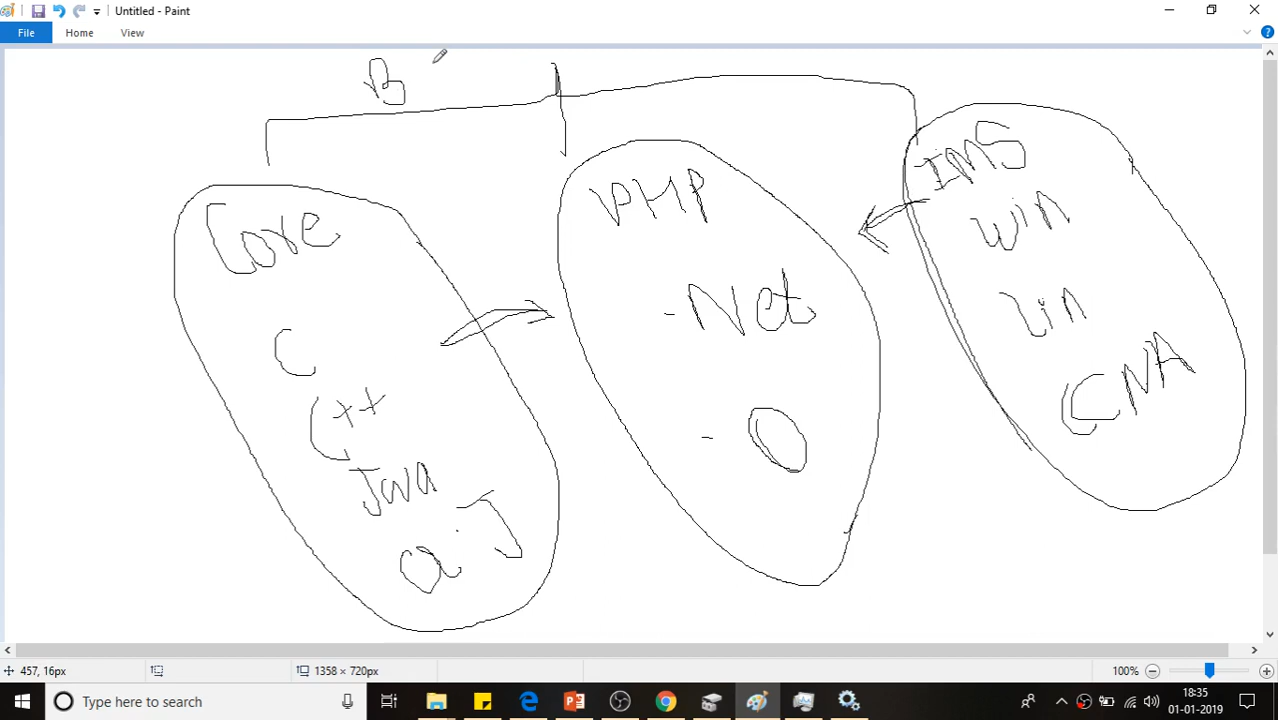 Untitled - Paint
File
Home
View
B
Core
C
C++
Java
PHP
- Net
-
IMS
Win
Lin
CNA
457, 16px
1358 × 720px
100%
Type here to search
18:35
01-01-2019